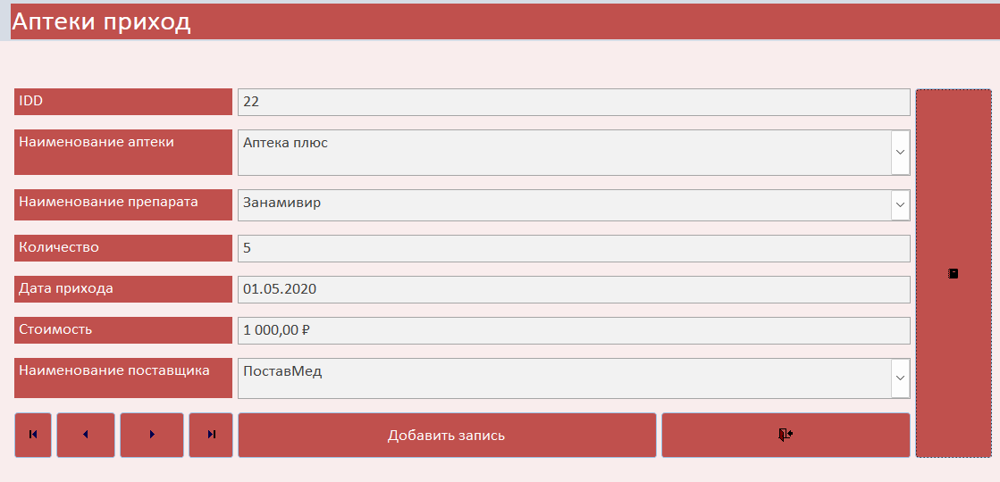 Аптеки приход
IDD
22
Наименование аптеки
Аптека плюс
Наименование препарата
Занамивир
Количество
5
Дата прихода
01.05.2020
Стоимость
1 000,00 ₽
Наименование поставщика
ПоставМед
Добавить запись